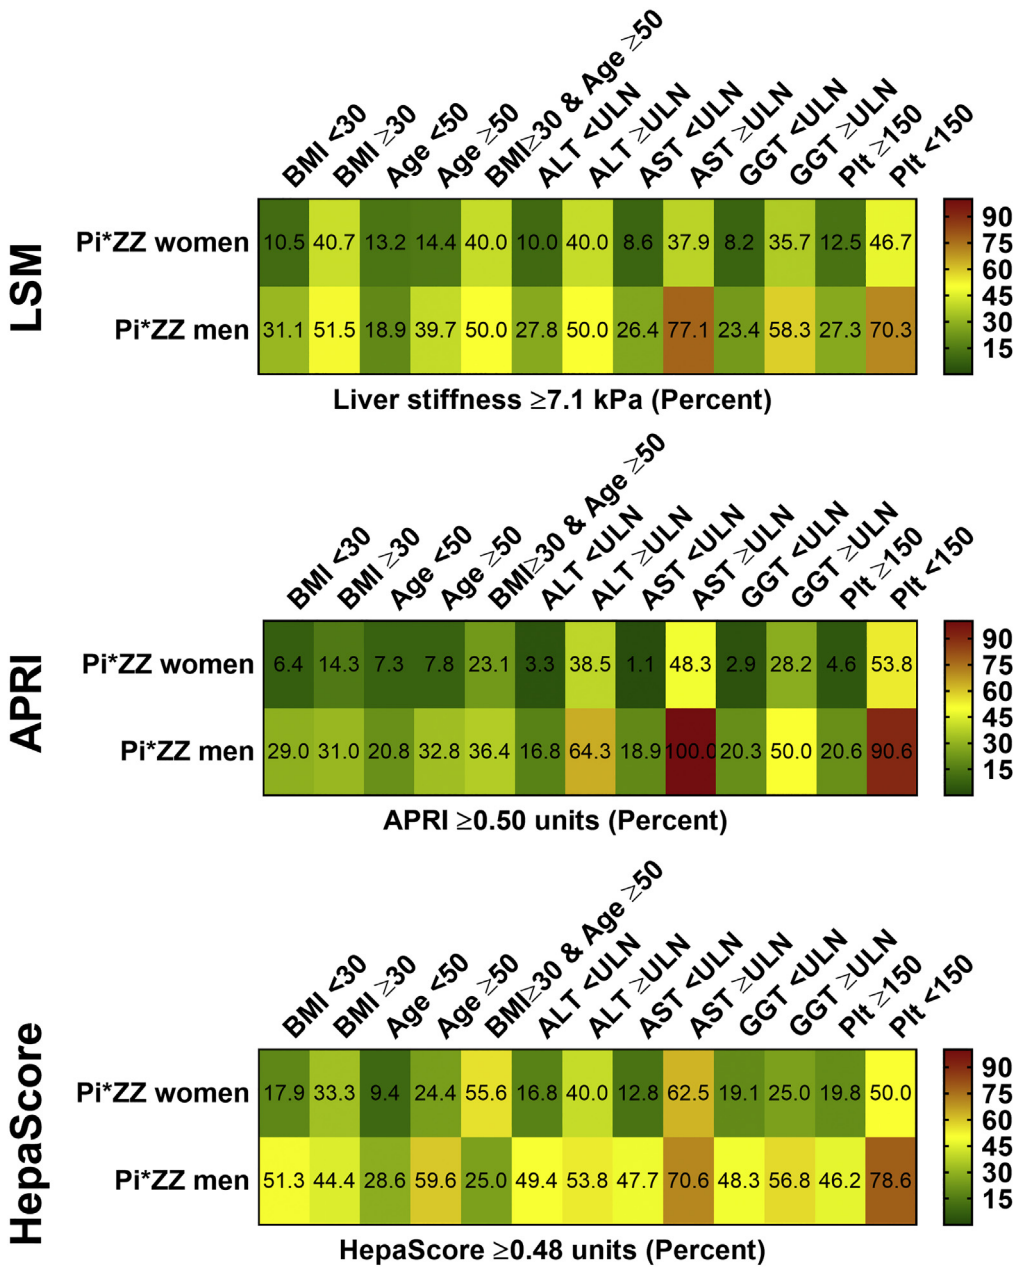 LSM
BMI <30 BMI ≥30 Age <50 Age ≥50 BMI≥30 & Age ≥50 ALT <ULN ALT ≥ULN AST <ULN AST ≥ULN GGT <ULN GGT ≥ULN Plt ≥150 Plt <150
Pi*ZZ women 10.5 40.7 13.2 14.4 40.0 10.0 40.0 8.6 37.9 8.2 35.7 12.5 46.7
Pi*ZZ men 31.1 51.5 18.9 39.7 50.0 27.8 50.0 26.4 77.1 23.4 58.3 27.3 70.3
90
75
60
45
30
15
Liver stiffness ≥7.1 kPa (Percent)
APRI
BMI <30 BMI ≥30 Age <50 Age ≥50 BMI≥30 & Age ≥50 ALT <ULN ALT ≥ULN AST <ULN AST ≥ULN GGT <ULN GGT ≥ULN Plt ≥150 Plt <150
Pi*ZZ women 6.4 14.3 7.3 7.8 23.1 3.3 38.5 1.1 48.3 2.9 28.2 4.6 53.8
Pi*ZZ men 29.0 31.0 20.8 32.8 36.4 16.8 64.3 18.9 100.0 20.3 50.0 20.6 90.6
90
75
60
45
30
15
APRI ≥0.50 units (Percent)
HepaScore
BMI <30 BMI ≥30 Age <50 Age ≥50 BMI≥30 & Age ≥50 ALT <ULN ALT ≥ULN AST <ULN AST ≥ULN GGT <ULN GGT ≥ULN Plt ≥150 Plt <150
Pi*ZZ women 17.9 33.3 9.4 24.4 55.6 16.8 40.0 12.8 62.5 19.1 25.0 19.8 50.0
Pi*ZZ men 51.3 44.4 28.6 59.6 25.0 49.4 53.8 47.7 70.6 48.3 56.8 46.2 78.6
90
75
60
45
30
15
HepaScore ≥0.48 units (Percent)